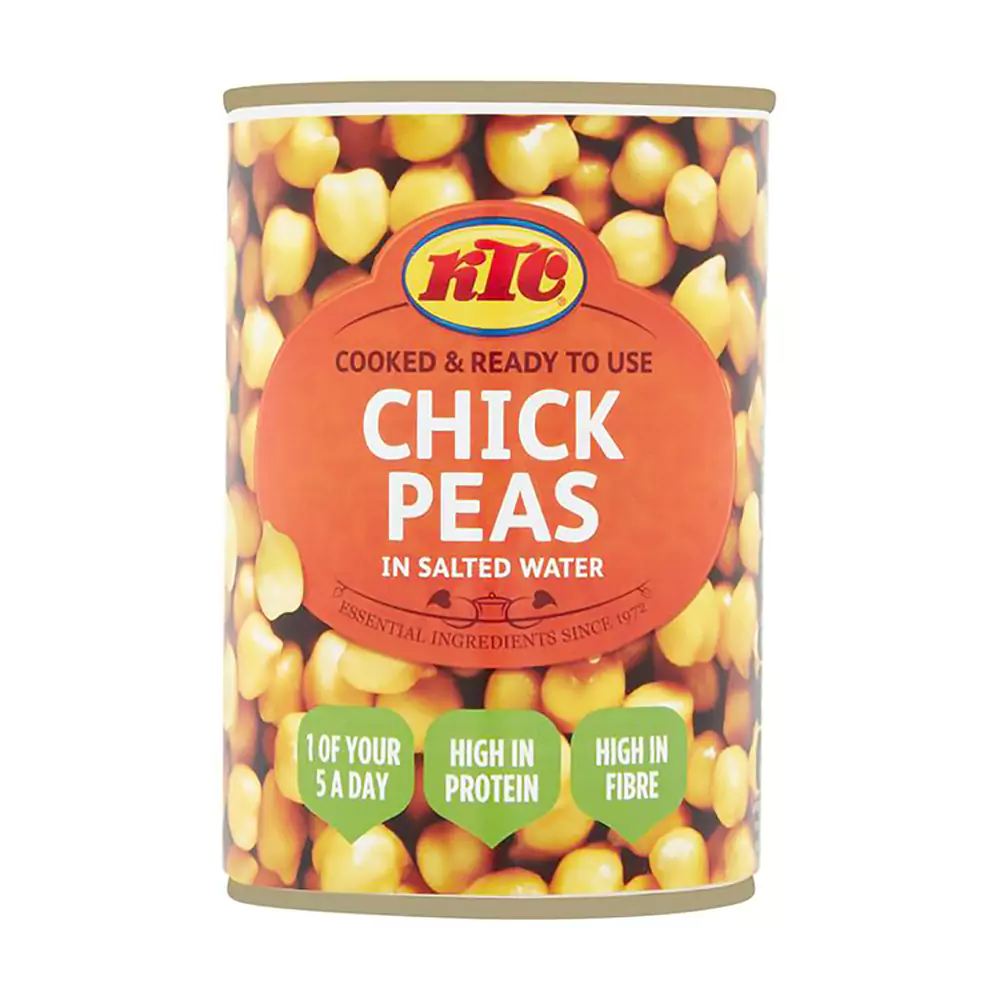 KTC
COOKED & READY TO USE
CHICK
PEAS
IN SALTED WATER
ESSENTIAL INGREDIENTS SINCE 1972
1 OF YOUR
5 A DAY
HIGH IN
PROTEIN
HIGH IN
FIBRE